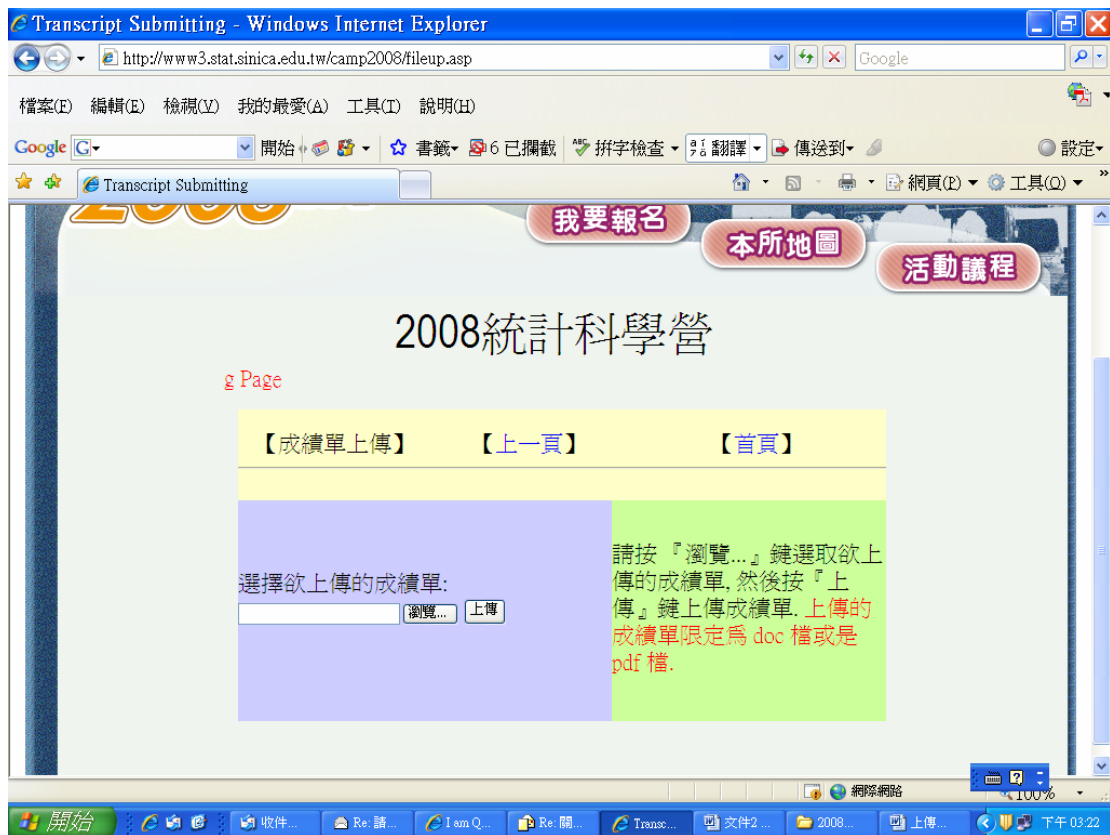 Transcript Submitting - Windows Internet Explorer
http://www3.stat.sinica.edu.tw/camp2008/fileup.asp
Google
檔案(F) 編輯(E) 檢視(V) 我的最愛(A) 工具(T) 說明(H)
Google G 開始 書籤 6 已攔截 拼字檢查 翻譯 傳送到 設定
Transcript Submitting
網頁(P) 工具(O) »
2008
我要報名
本所地圖
活動議程
2008統計科學營
g Page
【成績單上傳】 【上一頁】 【首頁】
選擇欲上傳的成績單:
瀏覽... 上傳
請按『瀏覽...』鍵選取欲上
傳的成績單, 然後按『上
傳』鍵上傳成績單. 上傳的
成績單限定為 doc 檔或是
pdf 檔.
網際網路 100%
開始 收件... Re: 請... I am Q... Re: 關... Transc... 文件2 ... 2008... 上傳... 下午 03:22